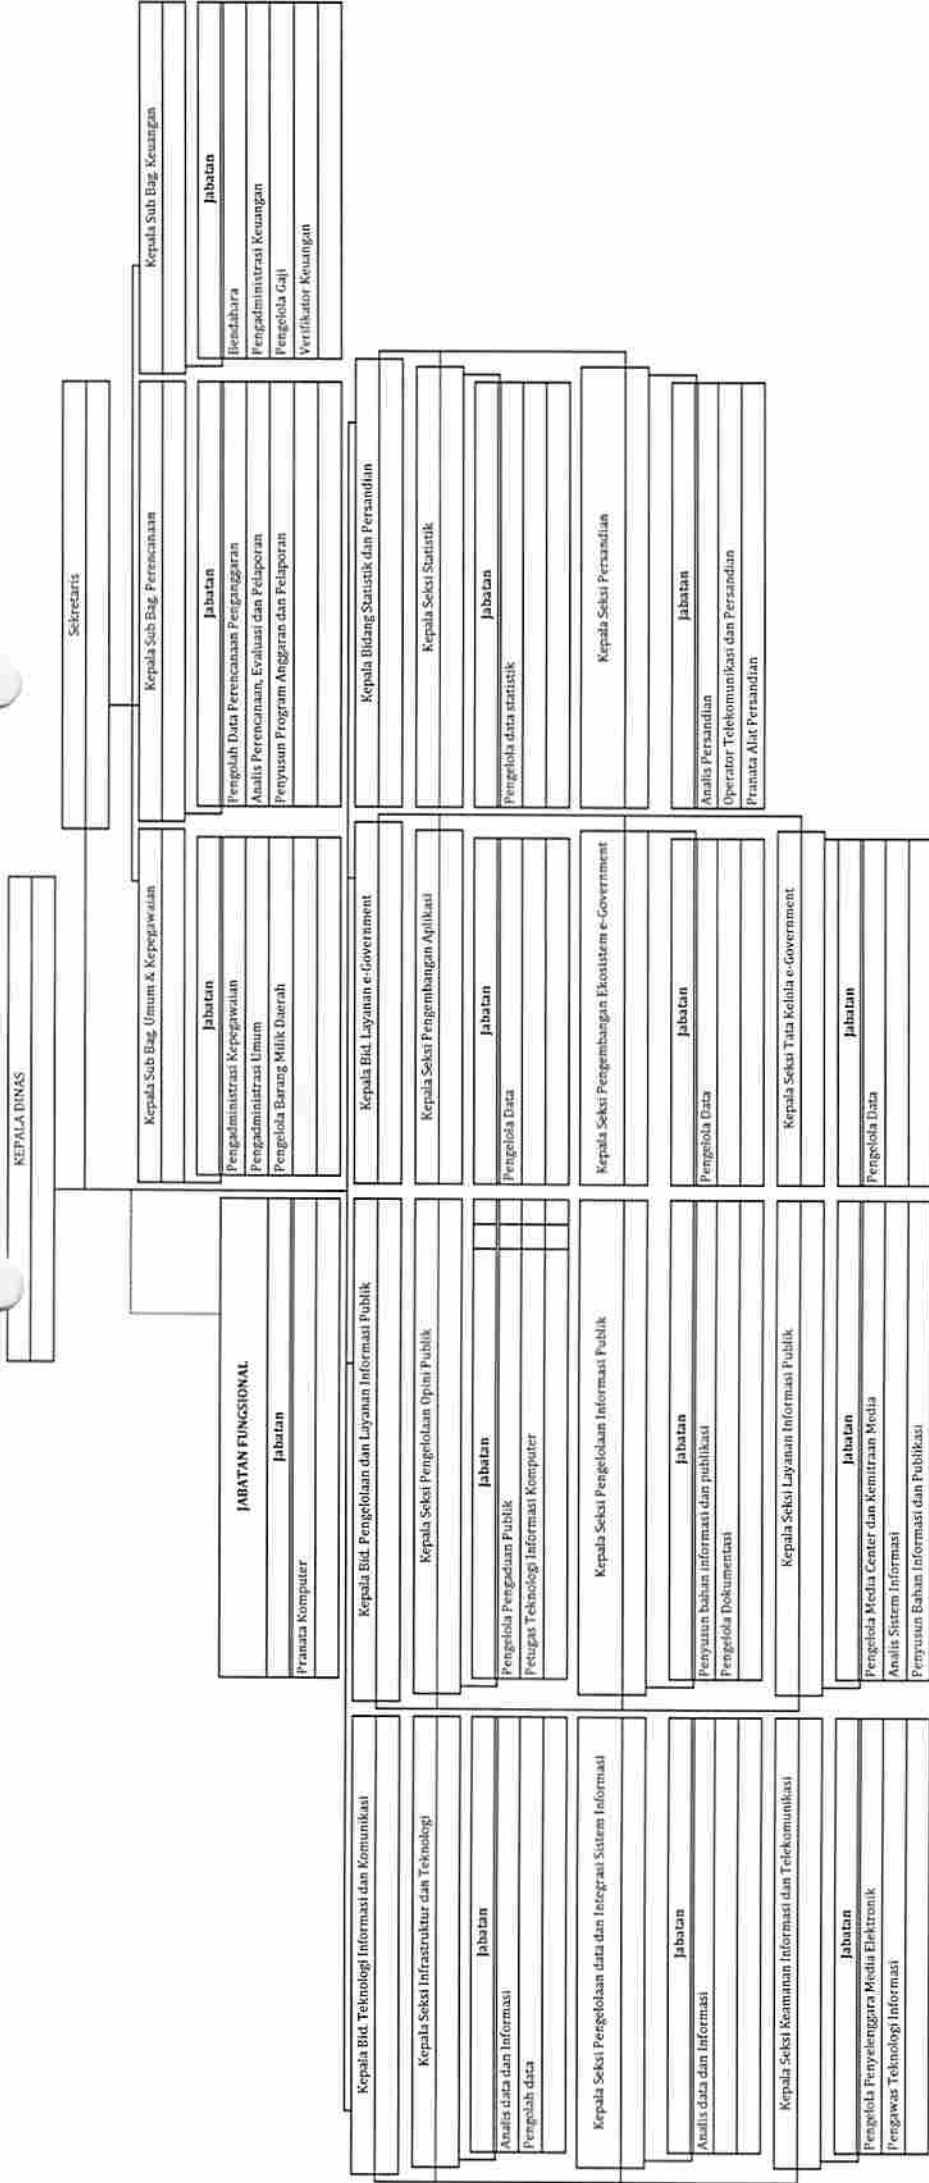 KEPALA DINAS
Sekretaris
Kepala Sub Bag. Umum & Kepegawaian
Jabatan
Pengadministrasi Kepegawaian
Pengadministrasi Umum
Pengelola Barang Milik Daerah
Kepala Sub Bag. Perencanaan
Jabatan
Pengolah Data Perencanaan Penganggaran
Analis Perencanaan, Evaluasi dan Pelaporan
Penyusun Program Anggaran dan Pelaporan
Kepala Sub Bag. Keuangan
Jabatan
Bendahara
Pengadministrasi Keuangan
Pengelola Gaji
Verifikator Keuangan
JABATAN FUNGSIONAL
Jabatan
Pranata Komputer
Kepala Bid. Teknologi Informasi dan Komunikasi
Kepala Seksi Infrastruktur dan Teknologi
Jabatan
Analis data dan Informasi
Pengolah data
Kepala Seksi Pengelolaan data dan Integrasi Sistem Informasi
Jabatan
Analis data dan Informasi
Kepala Seksi Keamanan Informasi dan Telekomunikasi
Jabatan
Pengelola Penyelenggara Media Elektronik
Pengawas Teknologi Informasi
Kepala Bid. Pengelolaan dan Layanan Informasi Publik
Kepala Seksi Pengelolaan Opini Publik
Jabatan
Pengelola Pengaduan Publik
Petugas Teknologi Informasi Komputer
Kepala Seksi Pengelolaan Informasi Publik
Jabatan
Penyusun bahan informasi dan publikasi
Pengelola Dokumentasi
Kepala Seksi Layanan Informasi Publik
Jabatan
Pengelola Media Center dan Kemitraan Media
Analis Sistem Informasi
Penyusun Bahan Informasi dan Publikasi
Kepala Bid. Layanan e-Government
Kepala Seksi Pengembangan Aplikasi
Jabatan
Pengelola Data
Kepala Seksi Pengembangan Ekosistem e-Government
Jabatan
Pengelola Data
Kepala Seksi Tata Kelola e-Government
Jabatan
Pengelola Data
Kepala Bidang Statistik dan Persandian
Kepala Seksi Statistik
Jabatan
Pengelola data statistik
Kepala Seksi Persandian
Jabatan
Analis Persandian
Operator Telekomunikasi dan Persandian
Pranata Alat Persandian